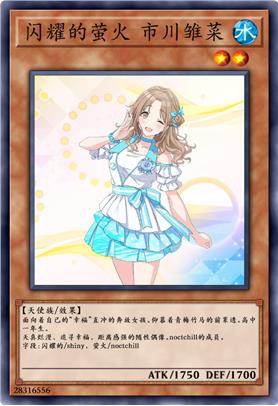 闪耀的萤火 市川雏菜
水
【天使族/效果】
面向着自己的"幸福"直冲的奔放女孩，仰慕着青梅竹马的前辈透，高中
一年生。
天真烂漫、追寻幸福、距离感强的随性偶像，noctchill的成员。
字段：闪耀的/shiny、萤火/noctchill
ATK/1750 DEF/1700
28316556